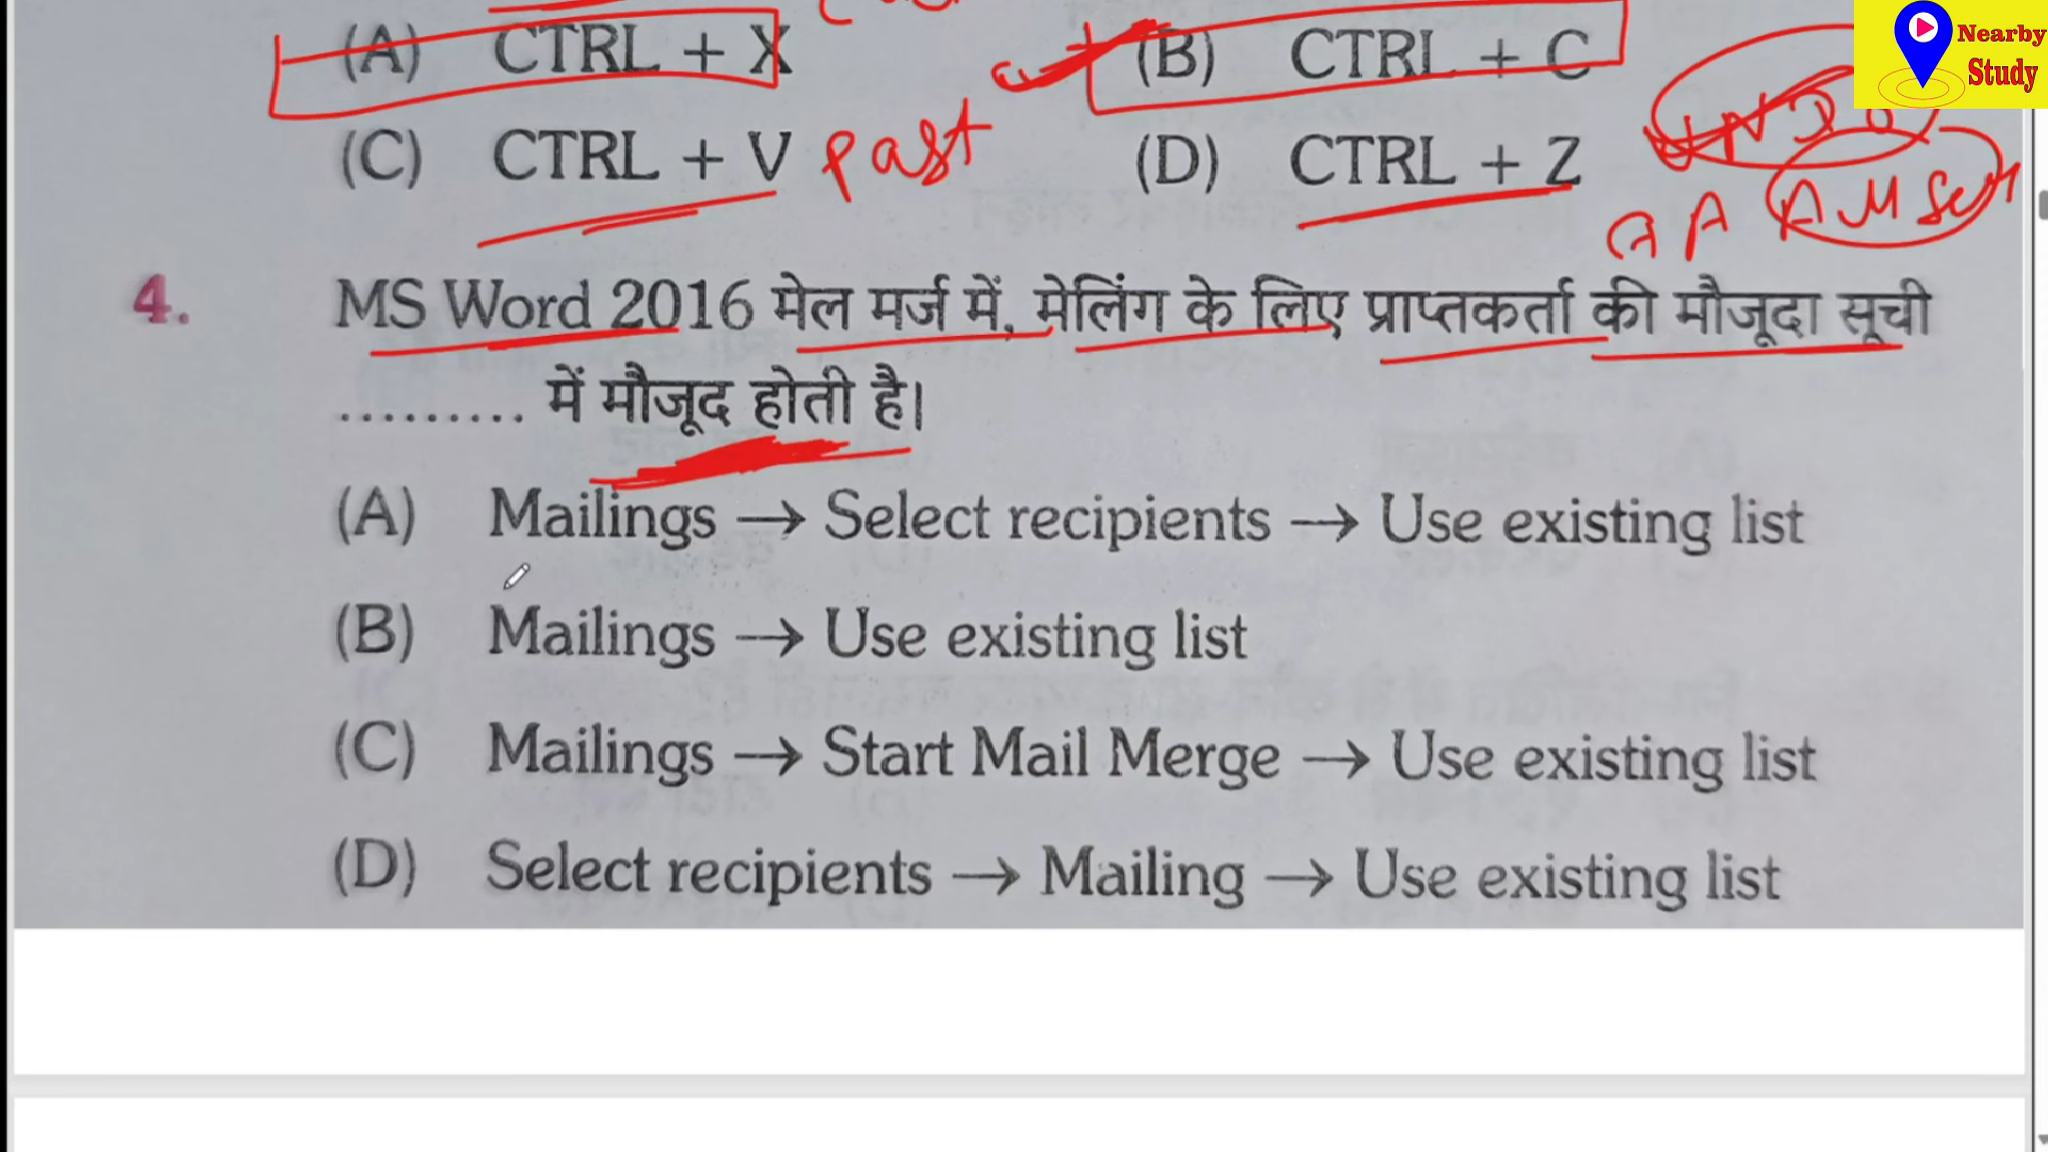 (A) CTRL + X (B) CTRL + C
Nearby
Study
(C) CTRL + V past (D) CTRL + Z
4. MS Word 2016 मेल मर्ज में, मेलिंग के लिए प्राप्तकर्ता की मौजूदा सूची
......... में मौजूद होती है।
(A) Mailings → Select recipients → Use existing list
(B) Mailings → Use existing list
(C) Mailings → Start Mail Merge → Use existing list
(D) Select recipients → Mailing → Use existing list